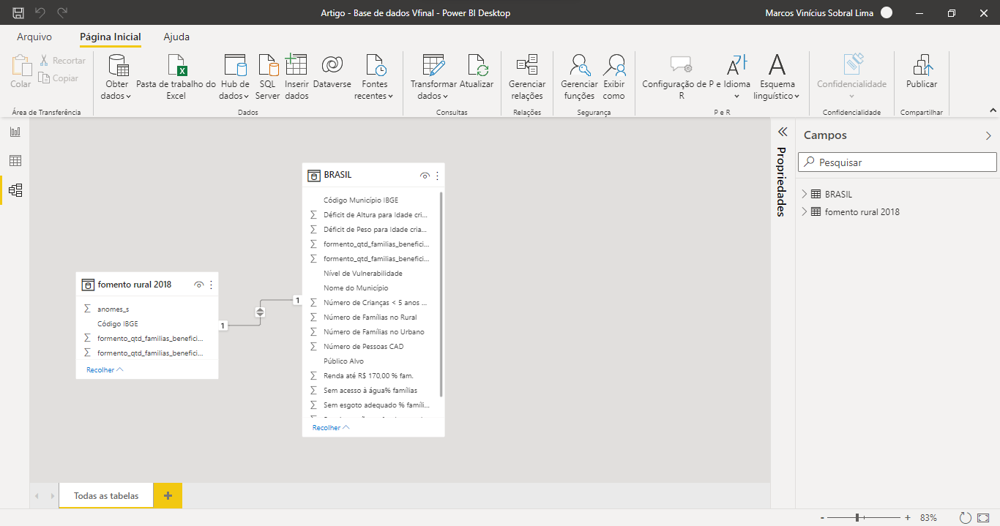 Artigo - Base de dados Vfinal - Power BI Desktop
Marcos Vinícius Sobral Lima
Arquivo
Página Inicial
Ajuda
Colar
Recortar
Copiar
Área de Transferência
Obter dados
Pasta de trabalho do Excel
Hub de dados
SQL Server
Inserir dados
Dataverse
Fontes recentes
Dados
Transformar dados
Atualizar
Consultas
Gerenciar relações
Relações
Gerenciar funções
Exibir como
Segurança
Configuração de P e R
Idioma
Esquema linguístico
P e R
Confidencialidade
Confidencialidade
Publicar
Compartilhar
fomento rural 2018
anomes_s
Código IBGE
formento_qtd_familias_benefici...
formento_qtd_familias_benefici...
Recolher
1
1
BRASIL
Código Município IBGE
Déficit de Altura para Idade cri...
Déficit de Peso para Idade cria...
formento_qtd_familias_benefici...
formento_qtd_familias_benefici...
Nível de Vulnerabilidade
Nome do Município
Número de Crianças < 5 anos ...
Número de Famílias no Rural
Número de Famílias no Urbano
Número de Pessoas CAD
Público Alvo
Renda até R$ 170,00 % fam.
Sem acesso à água% famílias
Sem esgoto adequado % famíli...
Recolher
Propriedades
Campos
Pesquisar
BRASIL
fomento rural 2018
Todas as tabelas
+
- + 83%